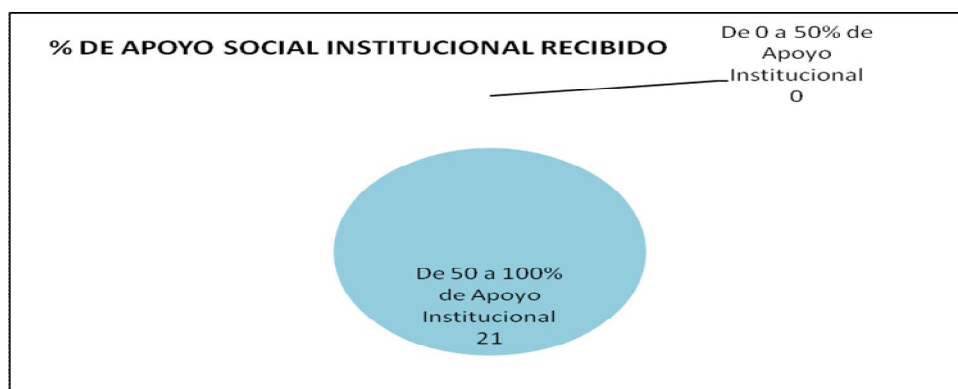 % DE APOYO SOCIAL INSTITUCIONAL RECIBIDO
De 0 a 50% de
Apoyo
Institucional
0
De 50 a 100%
de Apoyo
Institucional
21